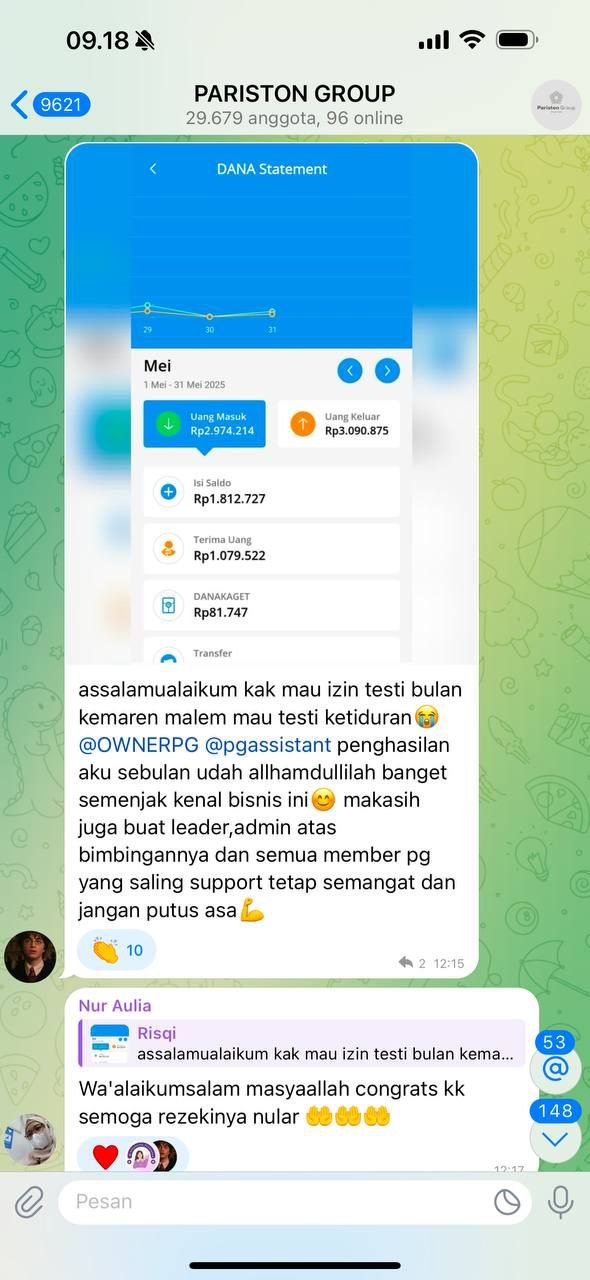 09.18
9621
PARISTON GROUP
29.679 anggota, 96 online
Pariston Group
DANA Statement
29 30 31
Mei
1 Mei - 31 Mei 2025
Uang Masuk
Rp2.974.214
Uang Keluar
Rp3.090.875
Isi Saldo
Rp1.812.727
Terima Uang
Rp1.079.522
DANAKAGET
Rp81.747
Transfer
assalamualaikum kak mau izin testi bulan
kemaren malem mau testi ketiduran😭
@OWNERPG @pgassistant penghasilan
aku sebulan udah allhamdullilah banget
semenjak kenal bisnis ini😊 makasih
juga buat leader,admin atas
bimbingannya dan semua member pg
yang saling support tetap semangat dan
jangan putus asa💪
👏 10
2 12:15
Nur Aulia
Risqi
assalamualaikum kak mau izin testi bulan kema...
Wa'alaikumsalam masyaallah congrats kk
semoga rezekinya nular 🤲🤲🤲
12:17
53
148
Pesan